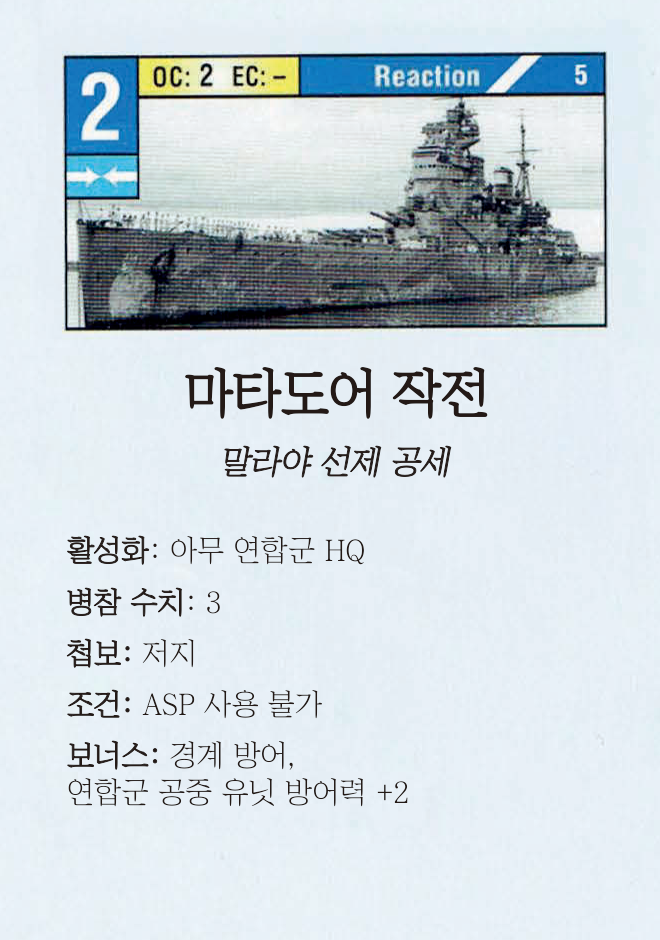 2
OC: 2 EC: –
Reaction 5
마타도어 작전
말라야 선제 공세
활성화: 아무 연합군 HQ
병참 수치: 3
첩보: 저지
조건: ASP 사용 불가
보너스: 경계 방어,
연합군 공중 유닛 방어력 +2